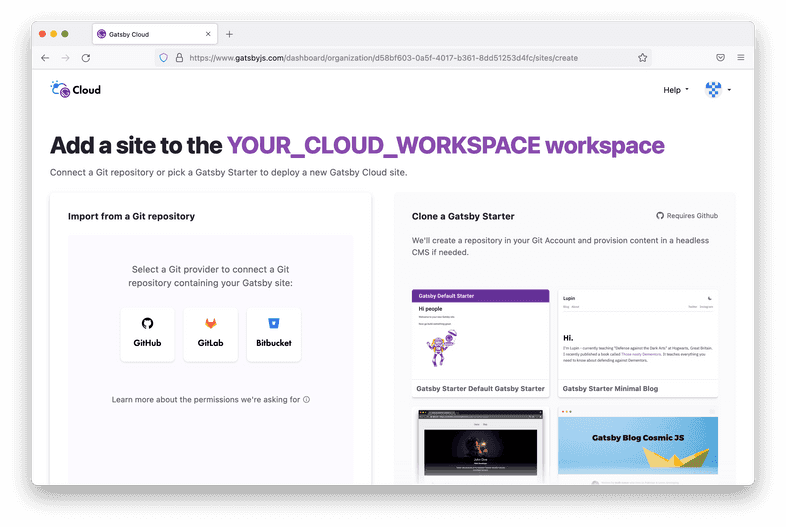 Gatsby Cloud
https://www.gatsbyjs.com/dashboard/organization/d58bf603-0a5f-4017-b361-8dd51253d4fc/sites/create
Cloud
Help
Add a site to the YOUR_CLOUD_WORKSPACE workspace
Connect a Git repository or pick a Gatsby Starter to deploy a new Gatsby Cloud site.
Import from a Git repository
Select a Git provider to connect a Git
repository containing your Gatsby site:
GitHub
GitLab
Bitbucket
Learn more about the permissions we're asking for
Clone a Gatsby Starter
Requires Github
We'll create a repository in your Git Account and provision content in a headless
CMS if needed.
Gatsby Default Starter
Hi people
Gatsby Starter Default Gatsby Starter
Lupin
Hi.
I'm Lupin - currently teaching "Defense against the Dark Arts" at Hogwarts, Great Britain.
I recently published a book called Three nasty Dementors. It teaches everything you
need to know about defending against Dementors.
Gatsby Starter Minimal Blog
John Doe
Gatsby Blog Cosmic JS